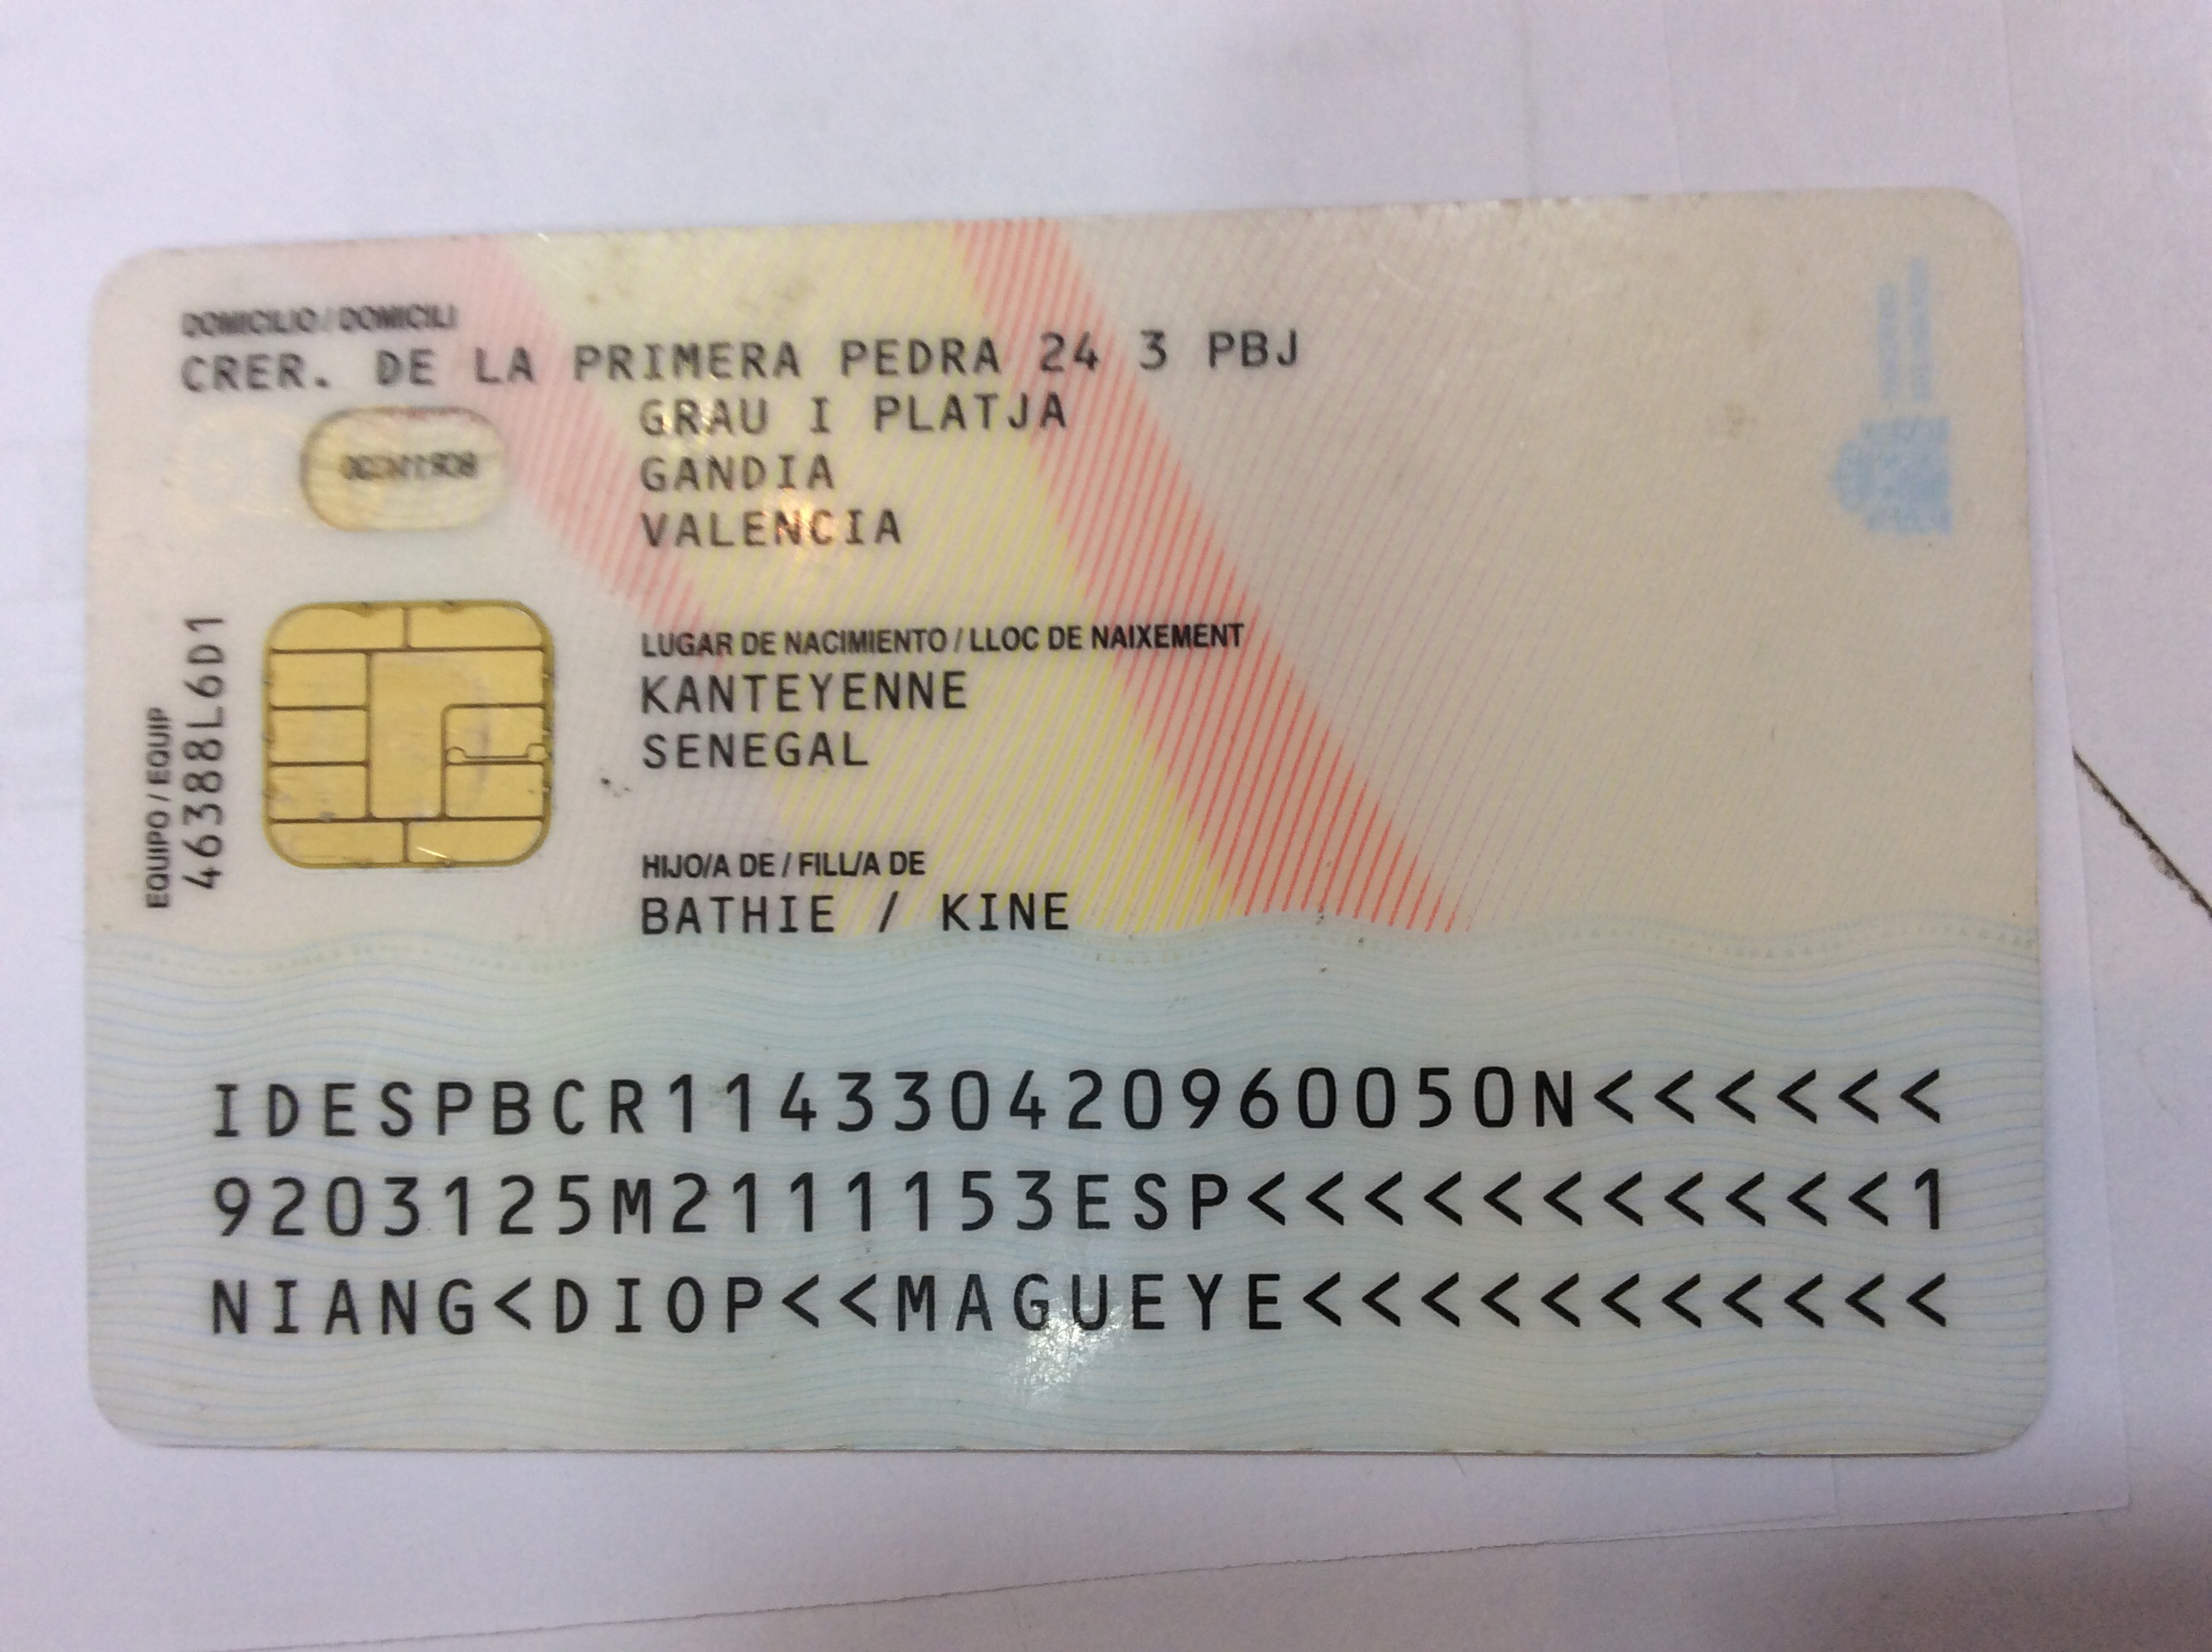 DOMICILIO / DOMICILI
CRER. DE LA PRIMERA PEDRA 24 3 PBJ
GRAU I PLATJA
GANDIA
VALENCIA
EQUIPO / EQUIP
46388L6D1
LUGAR DE NACIMIENTO / LLOC DE NAIXEMENT
KANTEYENNE
SENEGAL
HIJO/A DE / FILL/A DE
BATHIE / KINE
IDESPBCR114330420960050N<<<<<<
9203125M2111153ESP<<<<<<<<<<<1
NIANG<DIOP<<MAGUEYE<<<<<<<<<<<